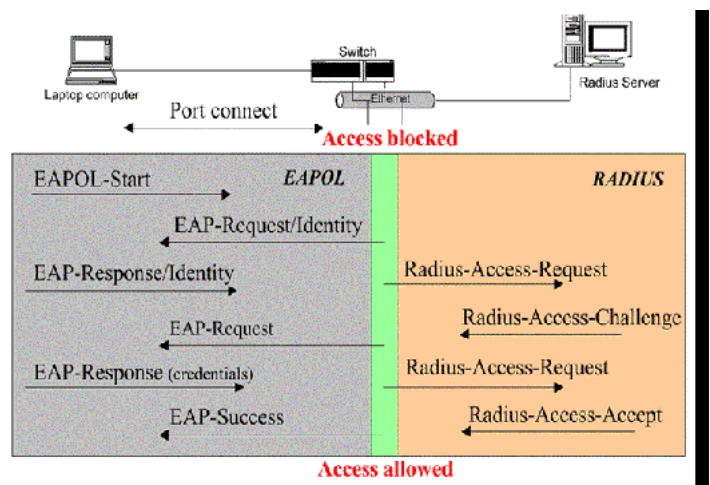 Switch
Radius Server
Laptop computer
Ethernet
Port connect
Access blocked
EAPOL-Start
EAPOL
RADIUS
EAP-Request/Identity
EAP-Response/Identity
Radius-Access-Request
EAP-Request
Radius-Access-Challenge
EAP-Response (credentials)
Radius-Access-Request
EAP-Success
Radius-Access-Accept
Access allowed